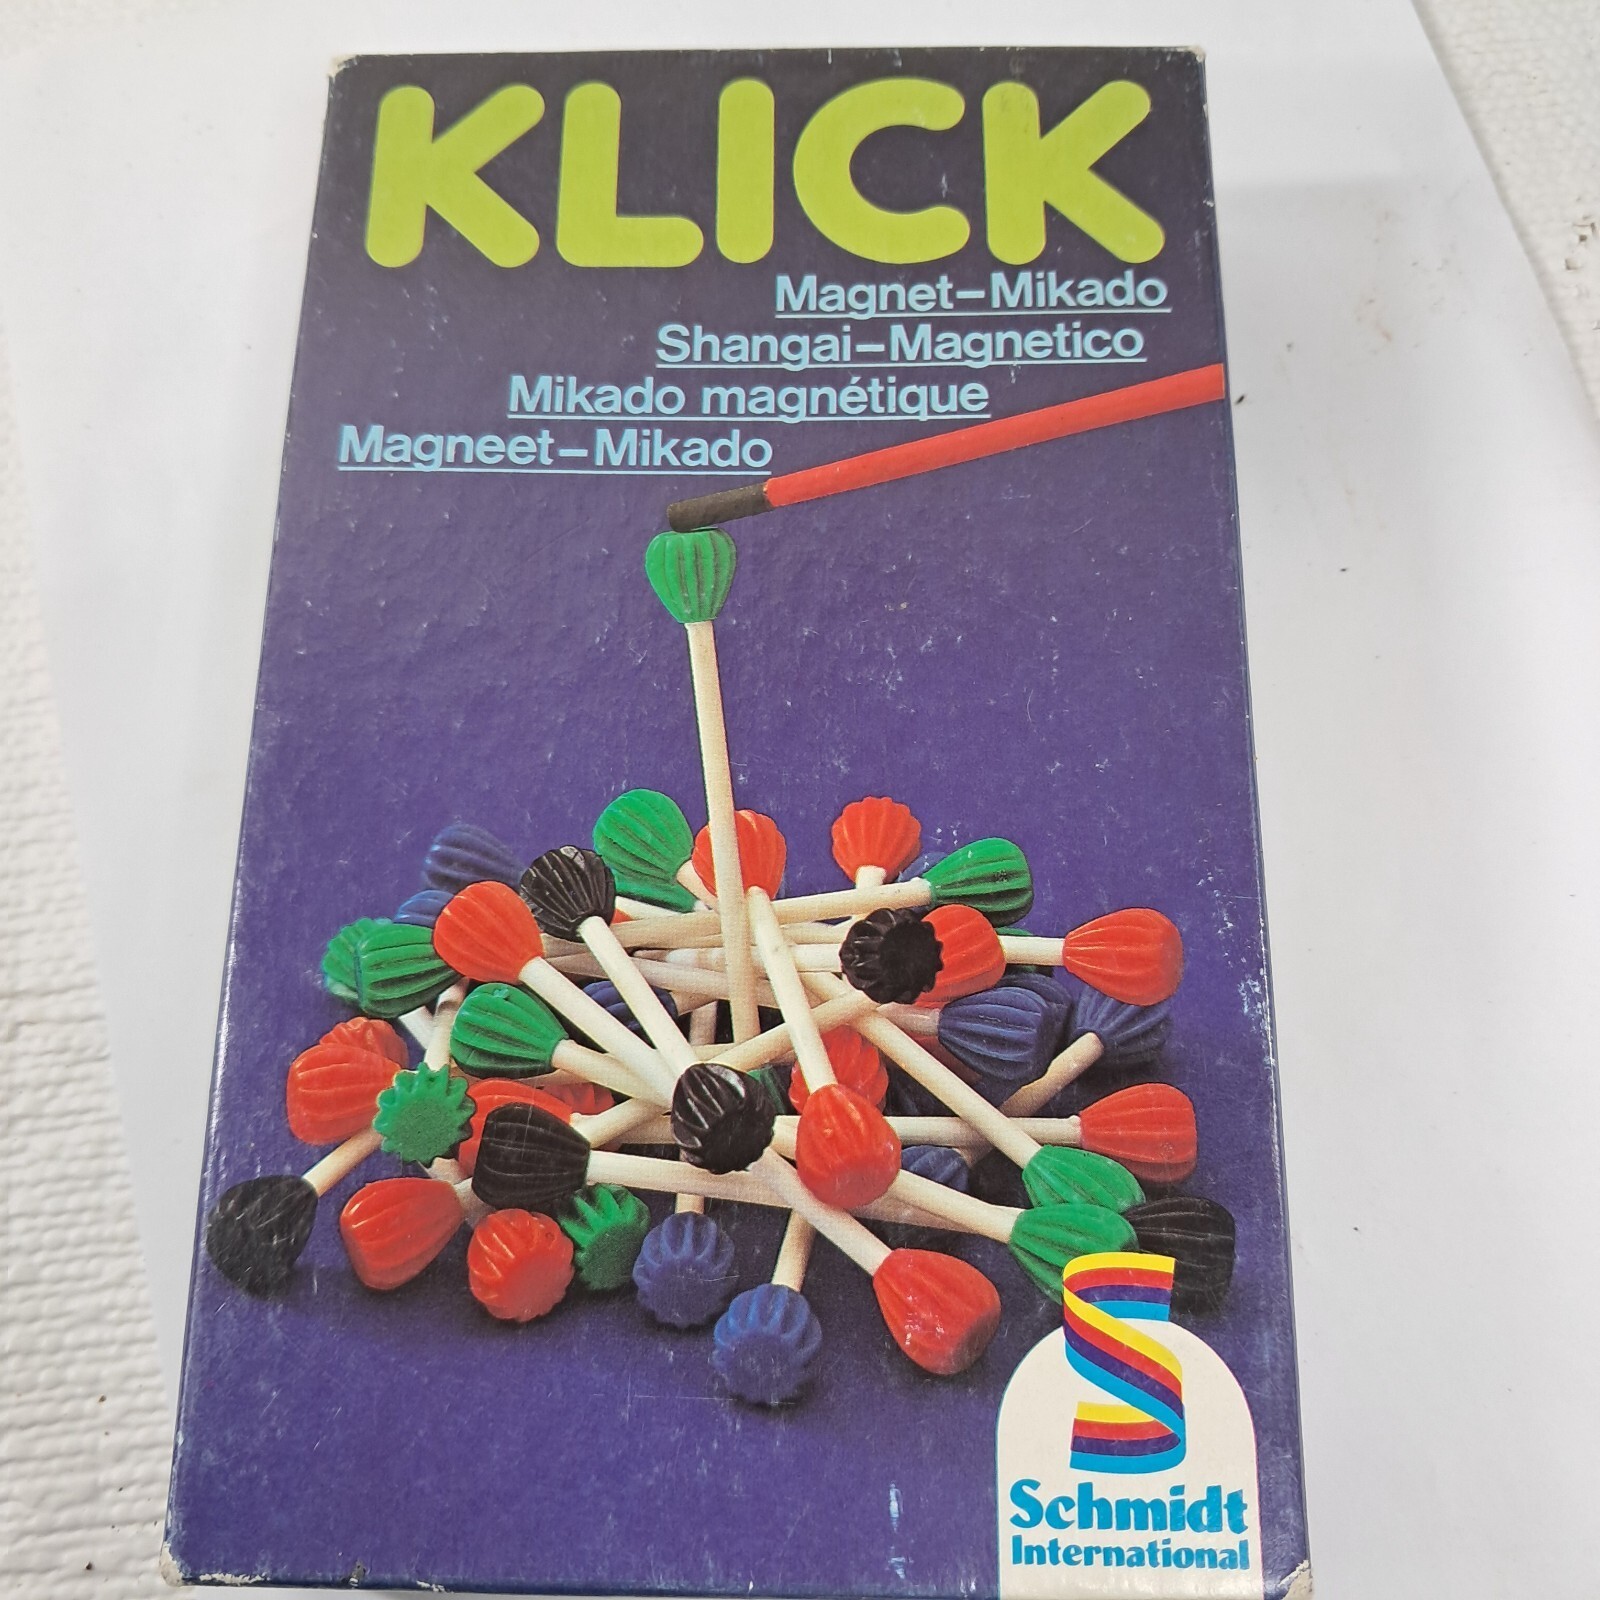 KLICK
Magnet–Mikado
Shangai–Magnetico
Mikado magnétique
Magneet–Mikado
Schmidt
International